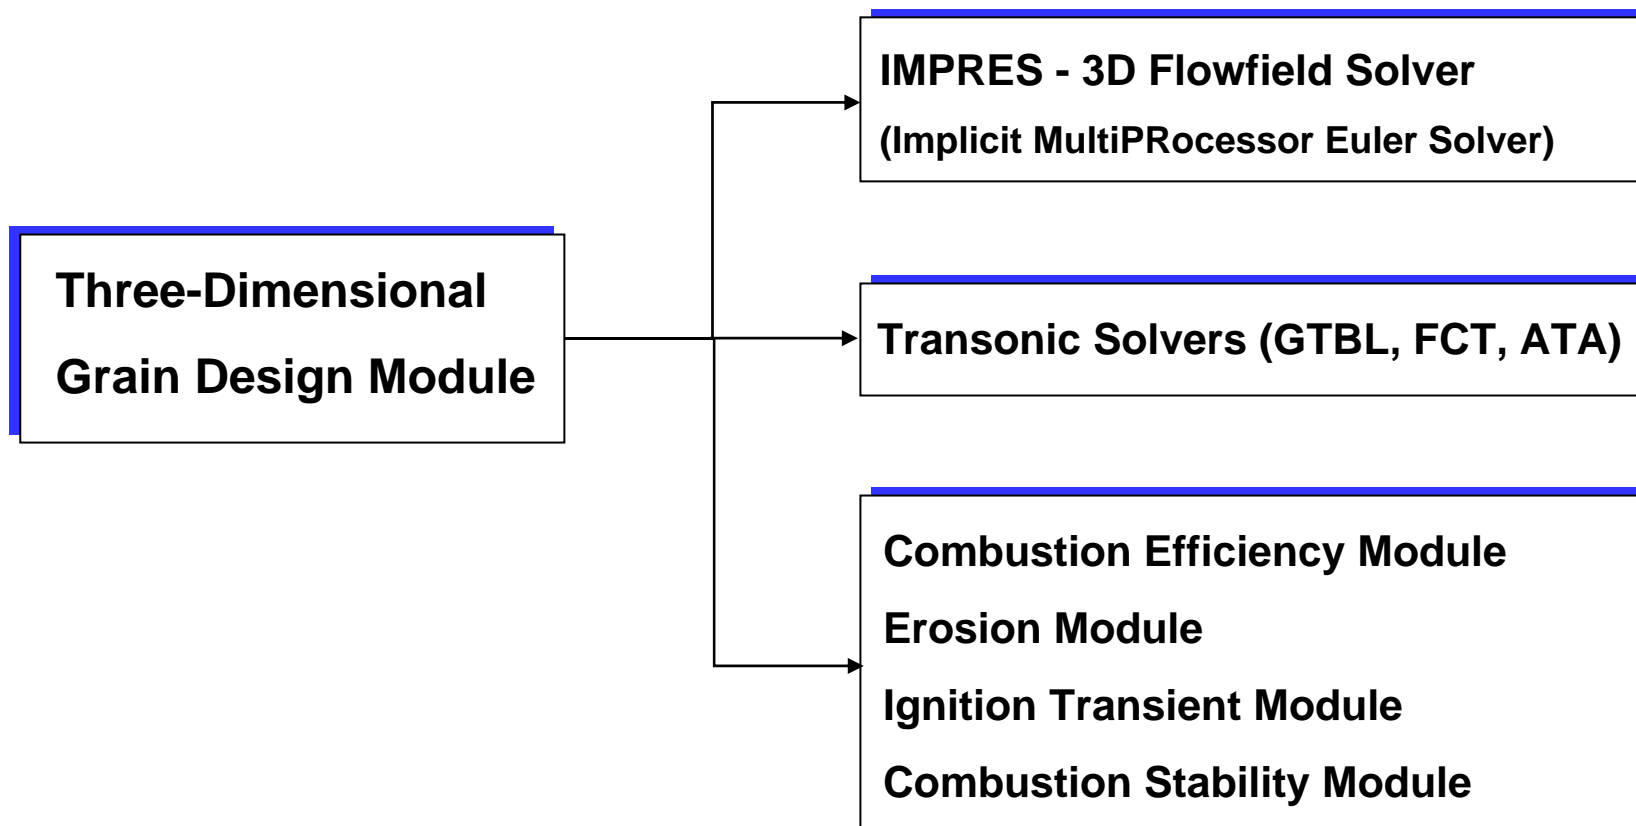 IMPRES - 3D Flowfield Solver
(Implicit MultiPRocessor Euler Solver)
Three-Dimensional
Grain Design Module
Transonic Solvers (GTBL, FCT, ATA)
Combustion Efficiency Module
Erosion Module
Ignition Transient Module
Combustion Stability Module